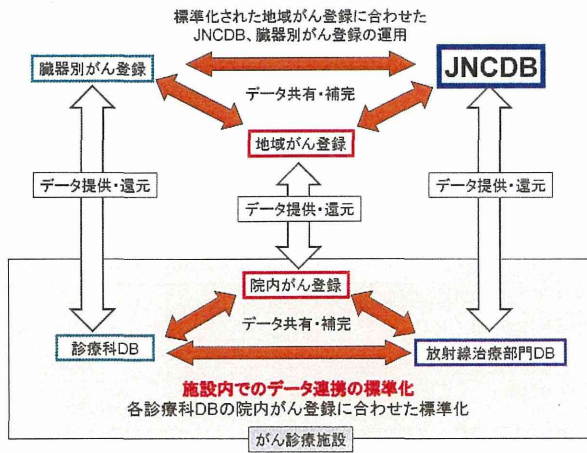 標準化された地域がん登録に合わせた
JNCDB、臓器別がん登録の運用
臓器別がん登録
JNCDB
データ共有・補完
地域がん登録
データ提供・還元
データ提供・還元
データ提供・還元
院内がん登録
データ共有・補完
診療科DB
放射線治療部門DB
施設内でのデータ連携の標準化
各診療科DBの院内がん登録に合わせた標準化
がん診療施設